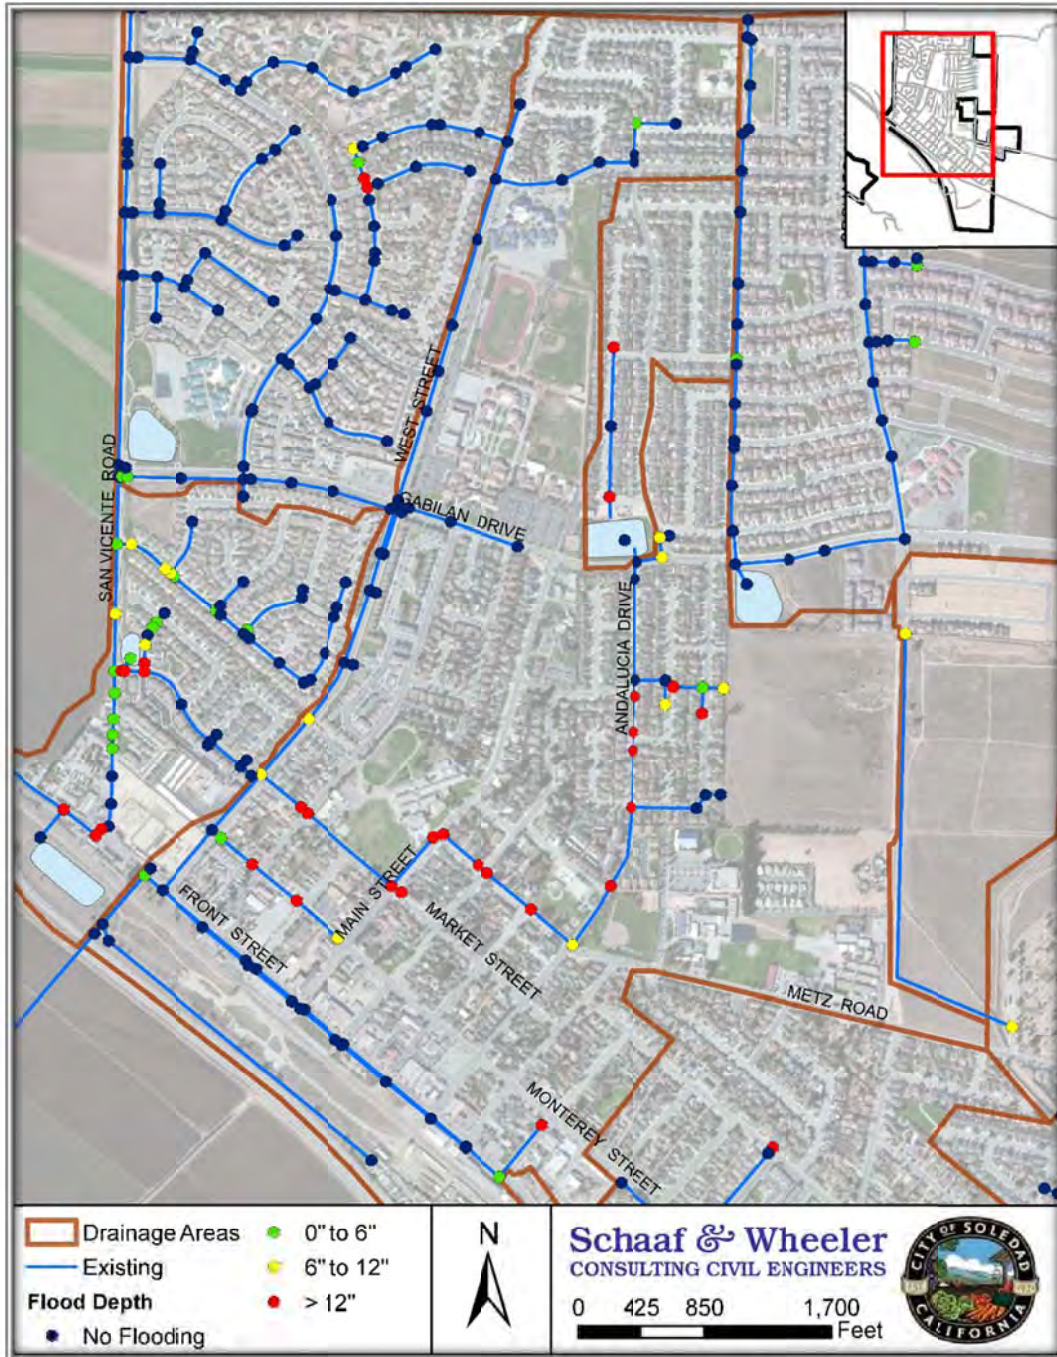 SAN VICENTE ROAD
WEST STREET
GABILAN DRIVE
ANDALUCIA DRIVE
MAIN STREET
FRONT STREET
MARKET STREET
METZ ROAD
MONTEREY STREET
Drainage Areas
Existing
Flood Depth
No Flooding
0" to 6"
6" to 12"
> 12"
N
Schaaf & Wheeler
CONSULTING CIVIL ENGINEERS
0 425 850 1,700
Feet
CITY OF SOLEDAD
CALIFORNIA